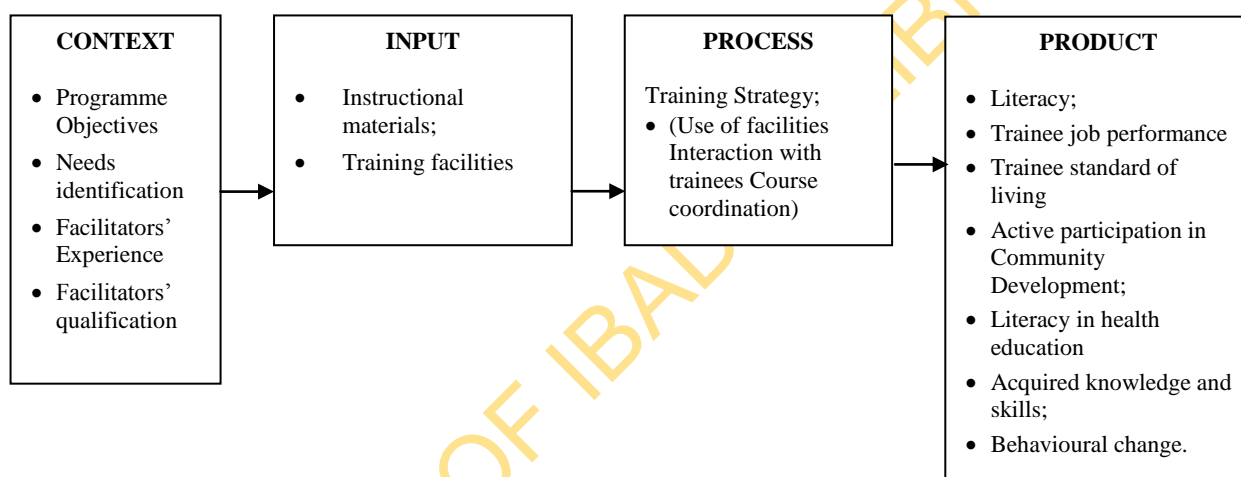 CONTEXT
• Programme
Objectives
• Needs
identification
• Facilitators’
Experience
• Facilitators’
qualification
INPUT
• Instructional
materials;
• Training facilities
PROCESS
Training Strategy;
• (Use of facilities
Interaction with
trainees Course
coordination)
PRODUCT
• Literacy;
• Trainee job performance
• Trainee standard of
living
• Active participation in
Community
Development;
• Literacy in health
education
• Acquired knowledge and
skills;
• Behavioural change.
OF